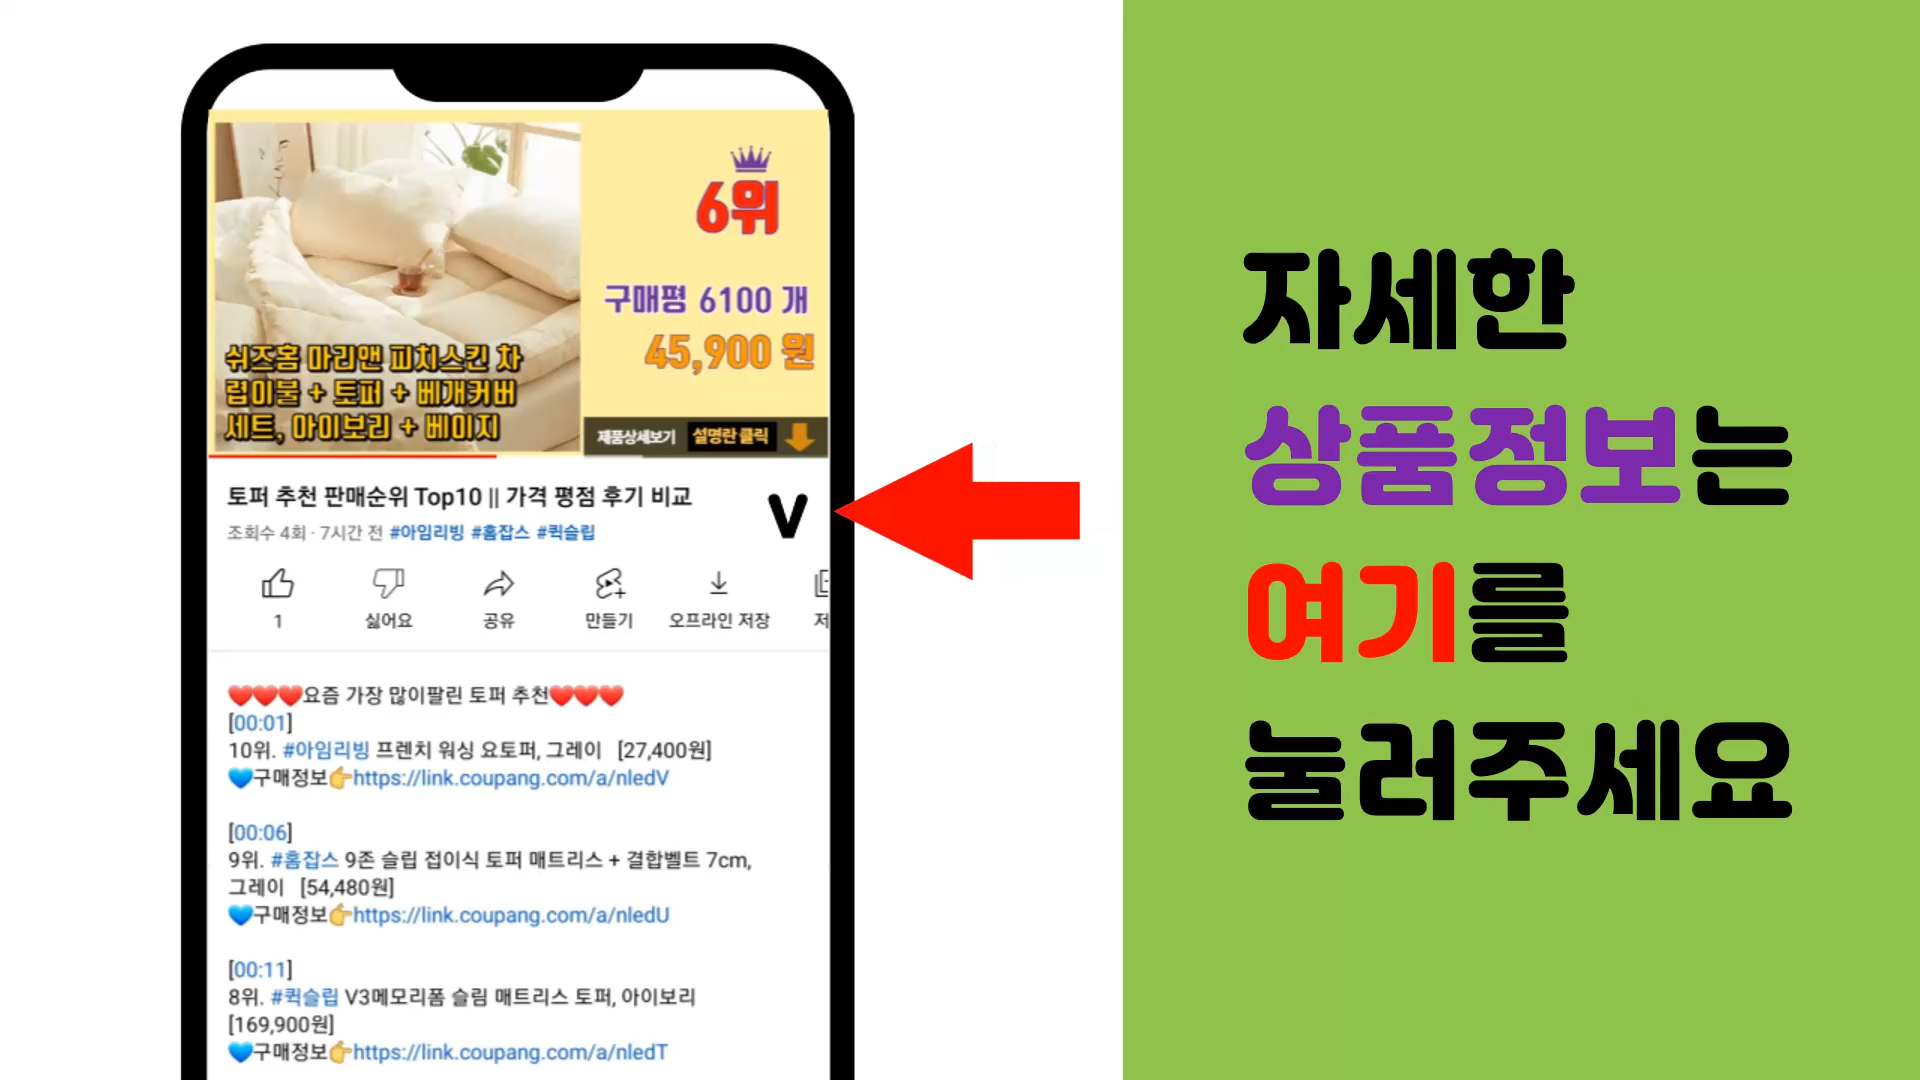 6위
구매평 6100 개
45,900 원
쉬즈홈 마리앤 피치스킨 차
렵이불 + 토퍼 + 베개커버
세트, 아이보리 + 베이지
제품상세보기 설명란 클릭
토퍼 추천 판매순위 Top10 || 가격 평점 후기 비교
V
조회수 4회 · 7시간 전 #아임리빙 #홈잡스 #퀵슬립
1 싫어요 공유 만들기 오프라인 저장 저
❤❤❤요즘 가장 많이팔린 토퍼 추천❤❤❤
[00:01]
10위. #아임리빙 프렌치 워싱 요토퍼, 그레이 [27,400원]
💙구매정보👉https://link.coupang.com/a/nledV
[00:06]
9위. #홈잡스 9존 슬립 접이식 토퍼 매트리스 + 결합벨트 7cm,
그레이 [54,480원]
💙구매정보👉https://link.coupang.com/a/nledU
[00:11]
8위. #퀵슬립 V3메모리폼 슬림 매트리스 토퍼, 아이보리
[169,900원]
💙구매정보👉https://link.coupang.com/a/nledT
자세한
상품정보는
여기를
눌러주세요